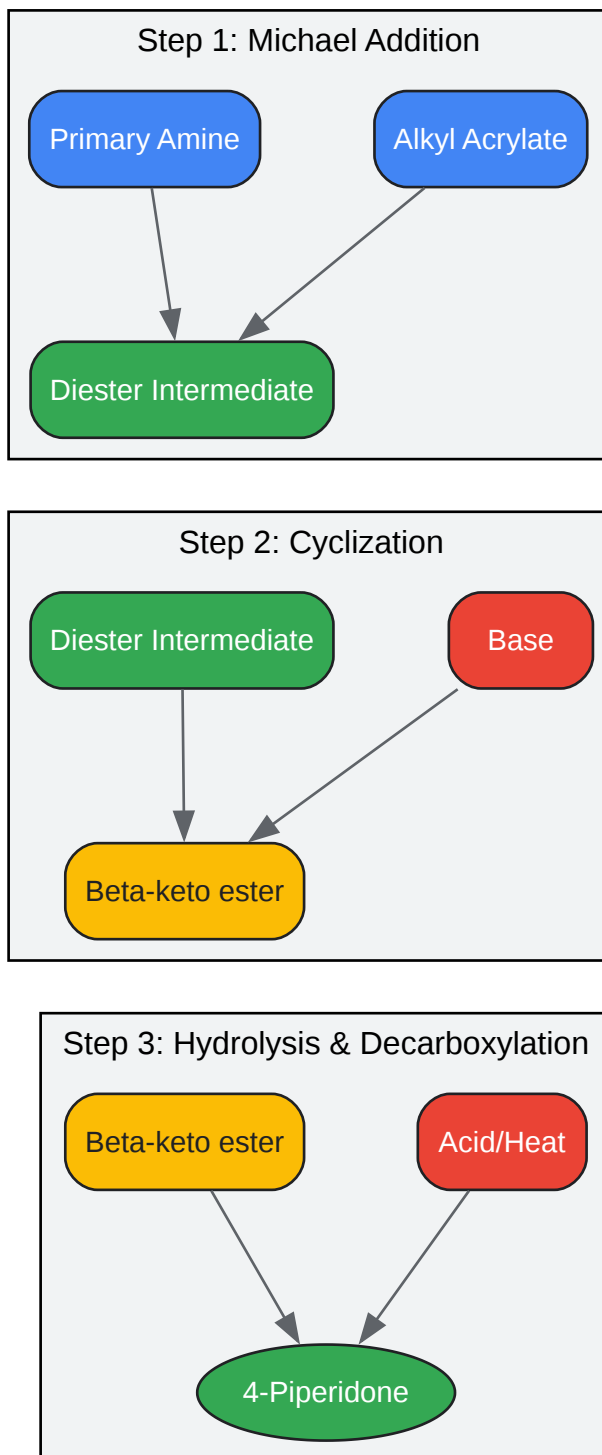 Step 1: Michael Addition
Primary Amine
Alkyl Acrylate
Diester Intermediate
Step 2: Cyclization
Diester Intermediate
Base
Beta-keto ester
Step 3: Hydrolysis & Decarboxylation
Beta-keto ester
Acid/Heat
4-Piperidone